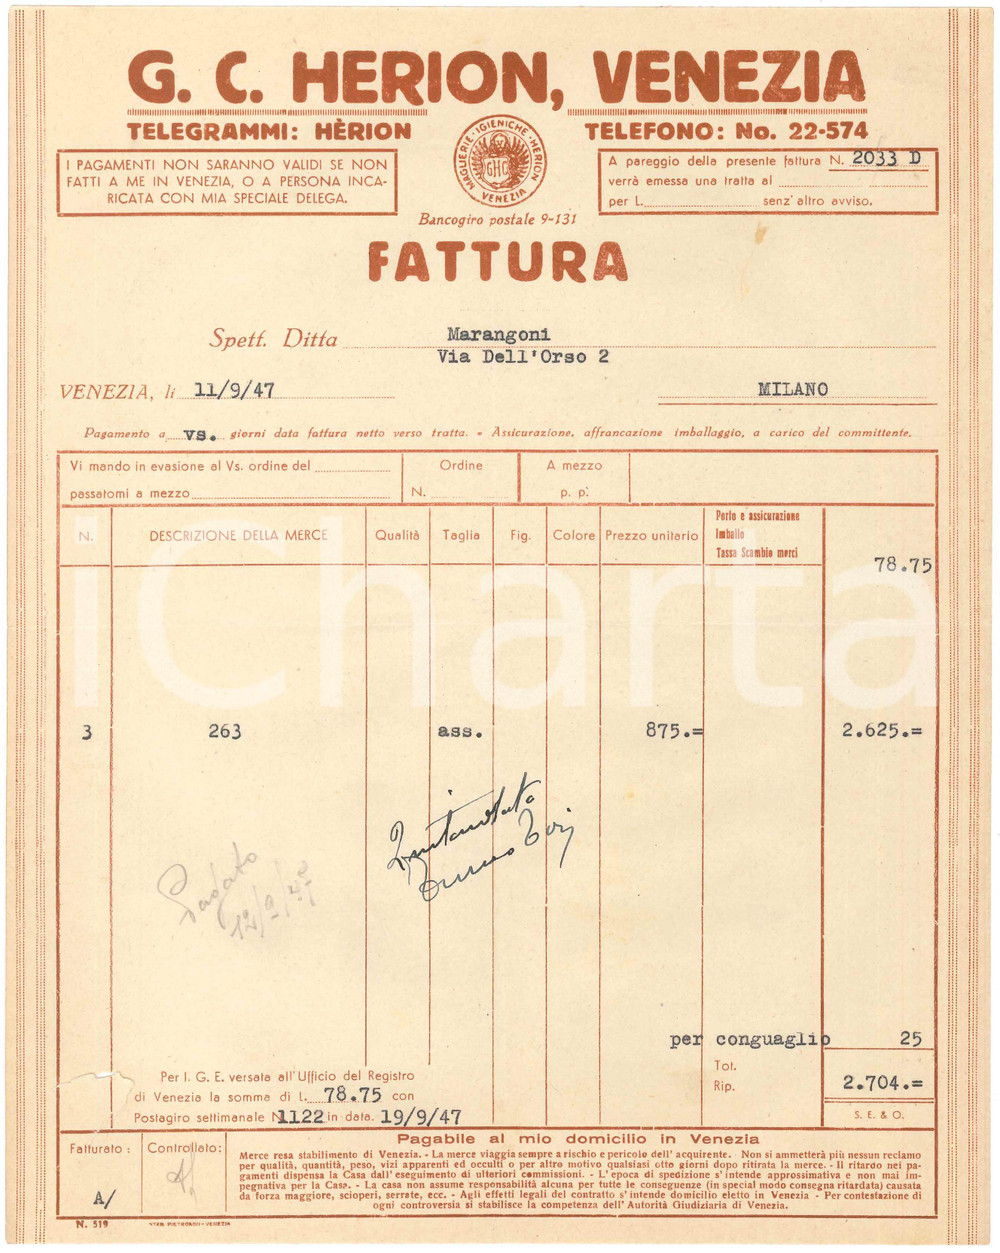 G. C. HERION, VENEZIA
TELEGRAMMI: HÈRION
TELEFONO: No. 22-574
MAGLIERIE · IGIENICHE · HERION
GHC
VENEZIA
I PAGAMENTI NON SARANNO VALIDI SE NON
FATTI A ME IN VENEZIA, O A PERSONA INCA-
RICATA CON MIA SPECIALE DELEGA.
A pareggio della presente fattura N. 2033 D
verrà emessa una tratta al
per L. senz' altro avviso.
Bancogiro postale 9-131
FATTURA
Spett. Ditta Marangoni
Via Dell'Orso 2
VENEZIA, li 11/9/47
MILANO
Pagamento a vs. giorni data fattura netto verso tratta. - Assicurazione, affrancazione imballaggio, a carico del committente.
Vi mando in evasione al Vs. ordine del
passatomi a mezzo
Ordine
N.
A mezzo
p. p.
N. DESCRIZIONE DELLA MERCE Qualità Taglia Fig. Colore Prezzo unitario
Porto e assicurazione
Imballo
Tassa Scambio merci
78.75
iCharta
3 263 ass. 875.= 2.625.=
Quitanzato
Pagato
12/9/47
per conguaglio 25
Tot.
Rip. 2.704.=
S. E. & O.
Per I. G. E. versata all'Ufficio del Registro
di Venezia la somma di L. 78.75 con
Postagiro settimanale N 1122 in data. 19/9/47
Fatturato :
A/
Controllato:
Pagabile al mio domicilio in Venezia
Merce resa stabilimento di Venezia. - La merce viaggia sempre a rischio e pericolo dell' acquirente. Non si ammetterà più nessun reclamo
per qualità, quantità, peso, vizi apparenti ed occulti o per altro motivo qualsiasi otto giorni dopo ritirata la merce. - Il ritardo nei pa-
gamenti dispensa la Casa dall'eseguimento di ulteriori commissioni. - L'epoca di spedizione s'intende approssimativa e non mai im-
pegnativa per la Casa. - La casa non assume responsabilità alcuna per tutte le conseguenze (in special modo consegna ritardata) causata
da forza maggiore, scioperi, serrate, ecc. - Agli effetti legali del contratto s'intende domicilio eletto in Venezia - Per contestazione di
ogni controversia si stabilisce la competenza dell'Autorità Giudiziaria di Venezia.
N. 519
STAB. POLIGRAFICI-VENEZIA